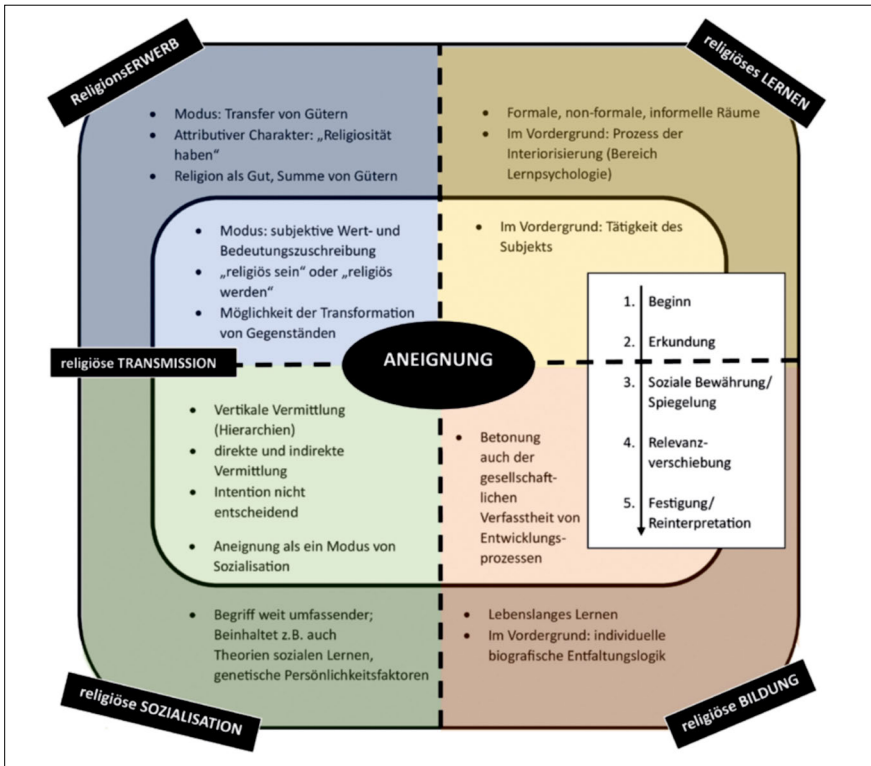 ReligionsERWERB
religiöses LERNEN
• Modus: Transfer von Gütern
• Attributiver Charakter: „Religiosität
haben“
• Religion als Gut, Summe von Gütern
• Formale, non-formale, informelle Räume
• Im Vordergrund: Prozess der
Interiorisierung (Bereich
Lernpsychologie)
• Modus: subjektive Wert- und
Bedeutungszuschreibung
• „religiös sein“ oder „religiös
werden“
• Möglichkeit der Transformation
von Gegenständen
• Im Vordergrund: Tätigkeit des
Subjekts
religiöse TRANSMISSION
ANEIGNUNG
1. Beginn
2. Erkundung
3. Soziale Bewährung/
Spiegelung
4. Relevanz-
verschiebung
5. Festigung/
Reinterpretation
• Vertikale Vermittlung
(Hierarchien)
• direkte und indirekte
Vermittlung
• Intention nicht
entscheidend
• Aneignung als ein Modus von
Sozialisation
• Betonung
auch der
gesellschaft-
lichen
Verfasstheit von
Entwicklungs-
prozessen
• Begriff weit umfassender;
Beinhaltet z.B. auch
Theorien sozialen Lernen,
genetische Persönlichkeitsfaktoren
• Lebenslanges Lernen
• Im Vordergrund: individuelle
biografische Entfaltungslogik
religiöse SOZIALISATION
religiöse BILDUNG